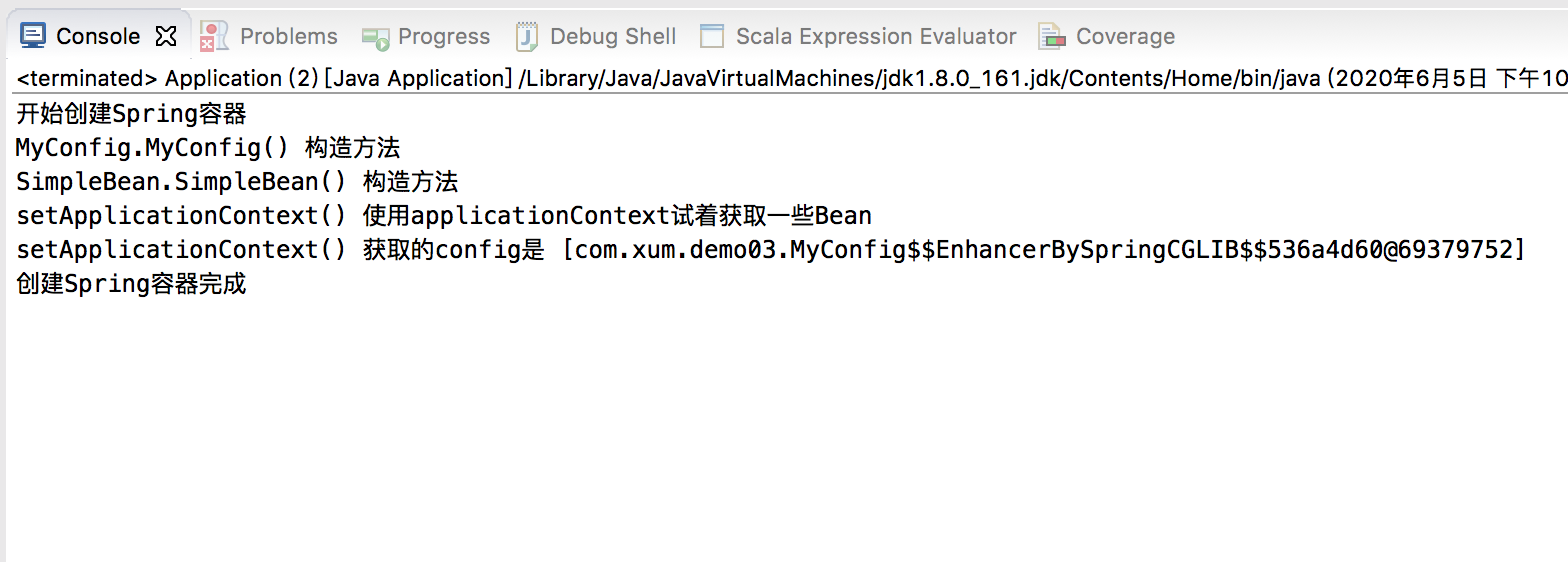 Console Problems Progress Debug Shell Scala Expression Evaluator Coverage
<terminated> Application (2) [Java Application] /Library/Java/JavaVirtualMachines/jdk1.8.0_161.jdk/Contents/Home/bin/java (2020年6月5日 下午10
开始创建Spring容器
MyConfig.MyConfig() 构造方法
SimpleBean.SimpleBean() 构造方法
setApplicationContext() 使用applicationContext试着获取一些Bean
setApplicationContext() 获取的config是 [com.xum.demo03.MyConfig$$EnhancerBySpringCGLIB$$536a4d60@69379752]
创建Spring容器完成